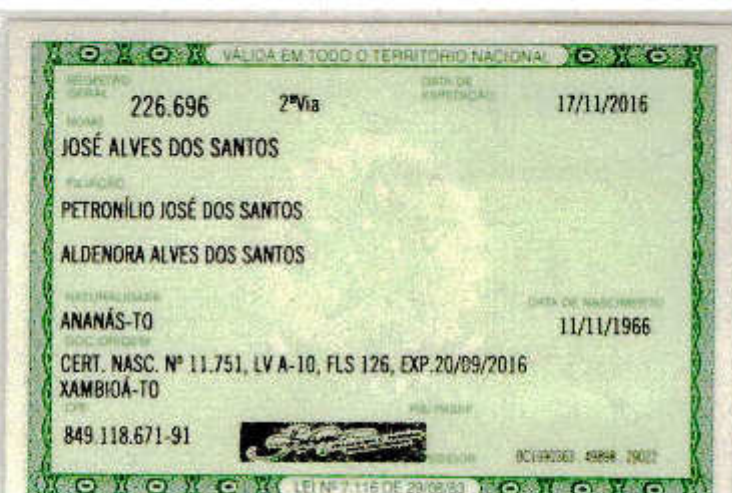 VÁLIDA EM TODO O TERRITÓRIO NACIONAL
REGISTRO GERAL 226.696 2ªVia DATA DE EXPEDIÇÃO 17/11/2016
NOME
JOSÉ ALVES DOS SANTOS
FILIAÇÃO
PETRONÍLIO JOSÉ DOS SANTOS
ALDENORA ALVES DOS SANTOS
NATURALIDADE DATA DE NASCIMENTO
ANANÁS-TO 11/11/1966
DOC. ORIGEM
CERT. NASC. Nº 11.751, LV A-10, FLS 126, EXP.20/09/2016
XAMBIOÁ-TO
CPF
849.118.671-91
LEI Nº 7.116 DE 29/08/83